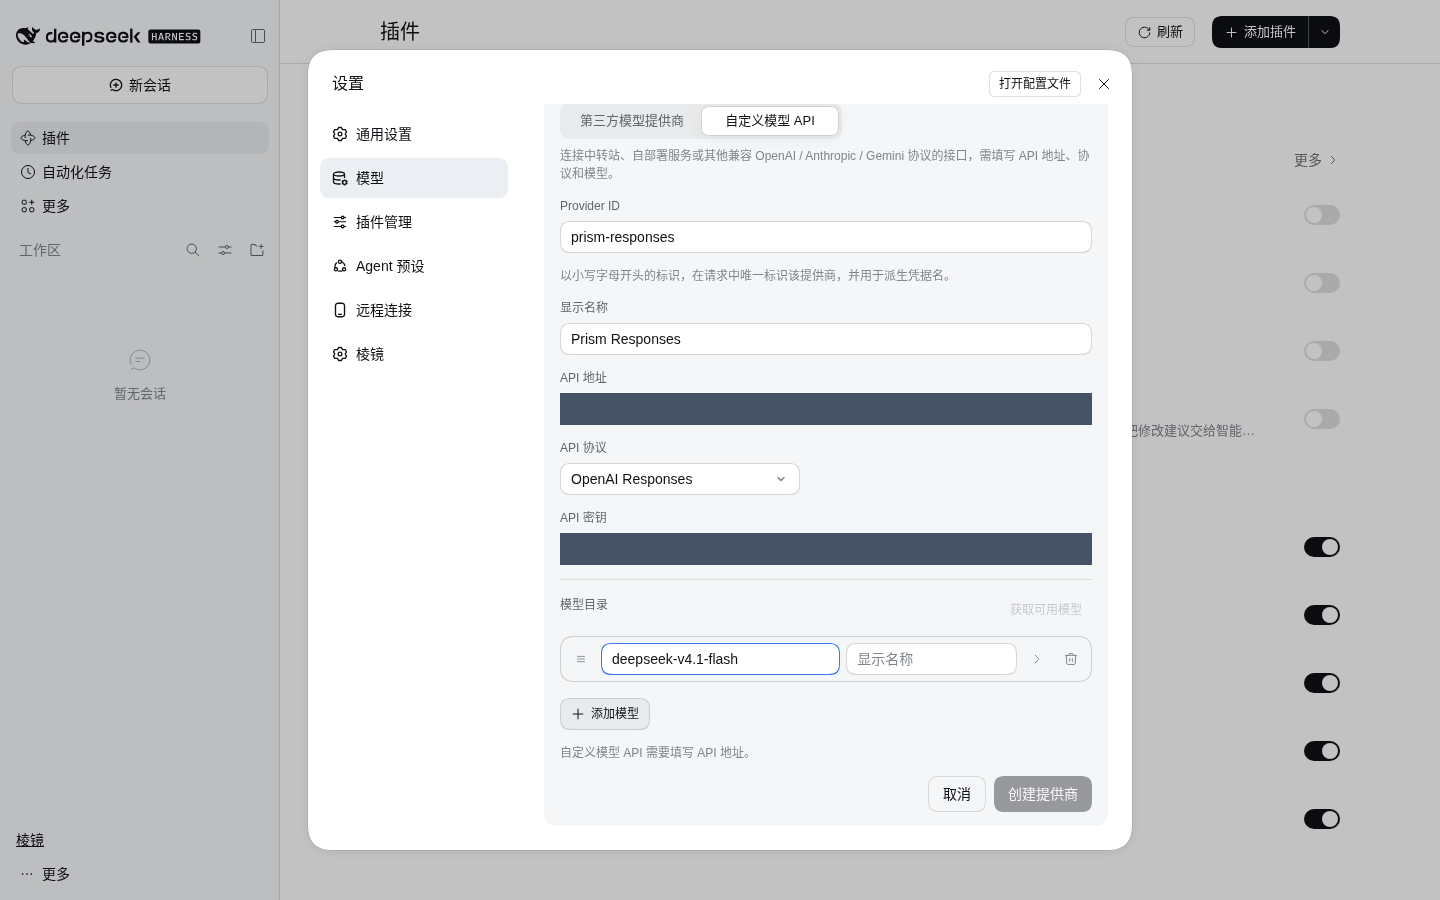 deepseek HARNESS
新会话
插件
自动化任务
更多
工作区
暂无会话
棱镜
更多
插件
刷新
添加插件
更多
把修改建议交给智能…
设置
打开配置文件
通用设置
模型
插件管理
Agent 预设
远程连接
棱镜
第三方模型提供商
自定义模型 API
连接中转站、自部署服务或其他兼容 OpenAI / Anthropic / Gemini 协议的接口，需填写 API 地址、协
议和模型。
Provider ID
prism-responses
以小写字母开头的标识，在请求中唯一标识该提供商，并用于派生凭据名。
显示名称
Prism Responses
API 地址
API 协议
OpenAI Responses
API 密钥
模型目录
获取可用模型
deepseek-v4.1-flash
显示名称
添加模型
自定义模型 API 需要填写 API 地址。
取消
创建提供商